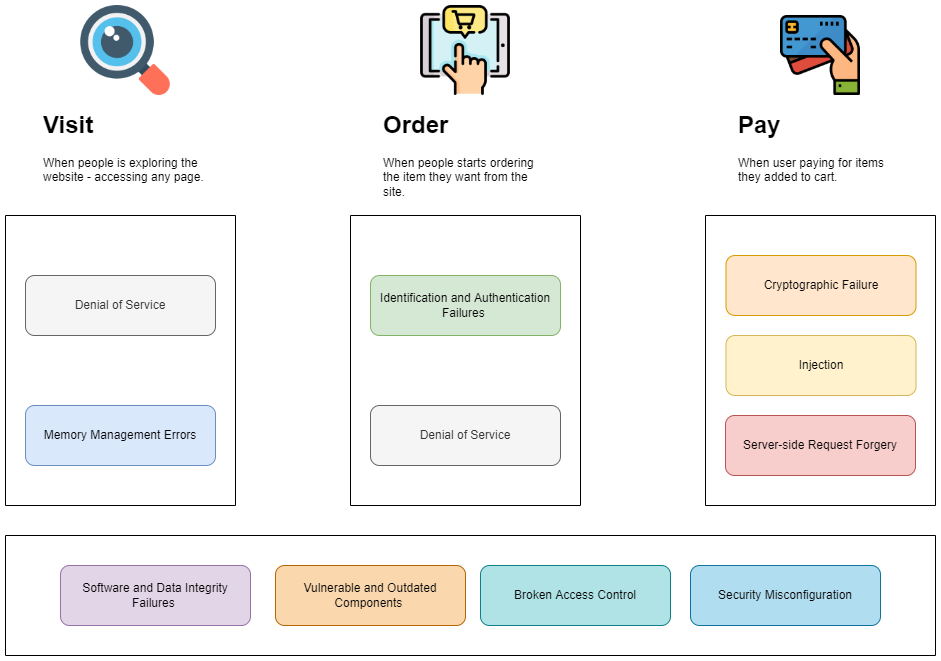 Visit
When people is exploring the
website - accessing any page.
Order
When people starts ordering
the item they want from the
site.
Pay
When user paying for items
they added to cart.
Denial of Service
Memory Management Errors
Identification and Authentication
Failures
Denial of Service
Cryptographic Failure
Injection
Server-side Request Forgery
Software and Data Integrity
Failures
Vulnerable and Outdated
Components
Broken Access Control
Security Misconfiguration